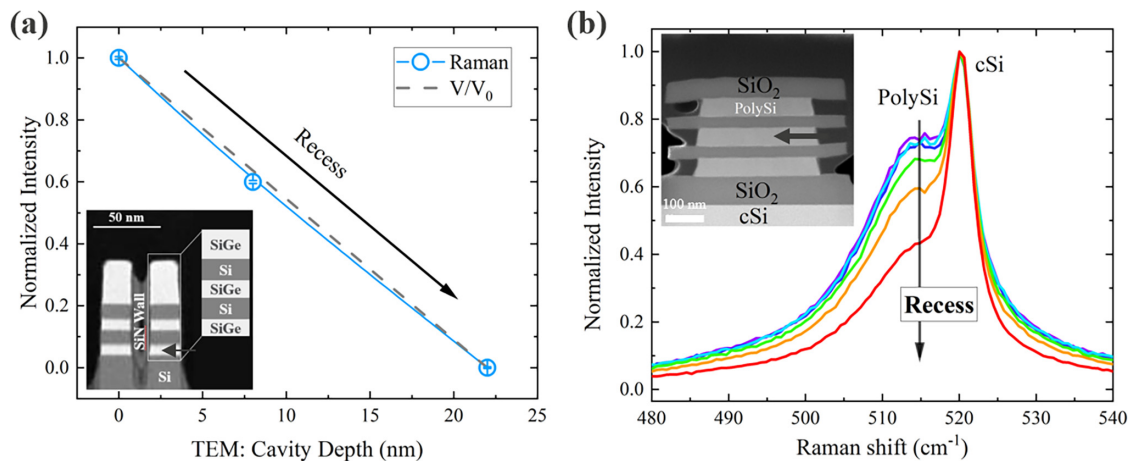 (a)
1.0
0.8
0.6
0.4
0.2
0.0
Normalized Intensity
0
5
10
15
20
25
TEM: Cavity Depth (nm)
Raman
V/V₀
Recess
50 nm
SiGe
Si
SiGe
Si
SiGe
SiN Wall
Si
(b)
1.0
0.8
0.6
0.4
0.2
0.0
Normalized Intensity
480
490
500
510
520
530
540
Raman shift (cm⁻¹)
SiO₂
PolySi
SiO₂
cSi
100 nm
PolySi
cSi
Recess